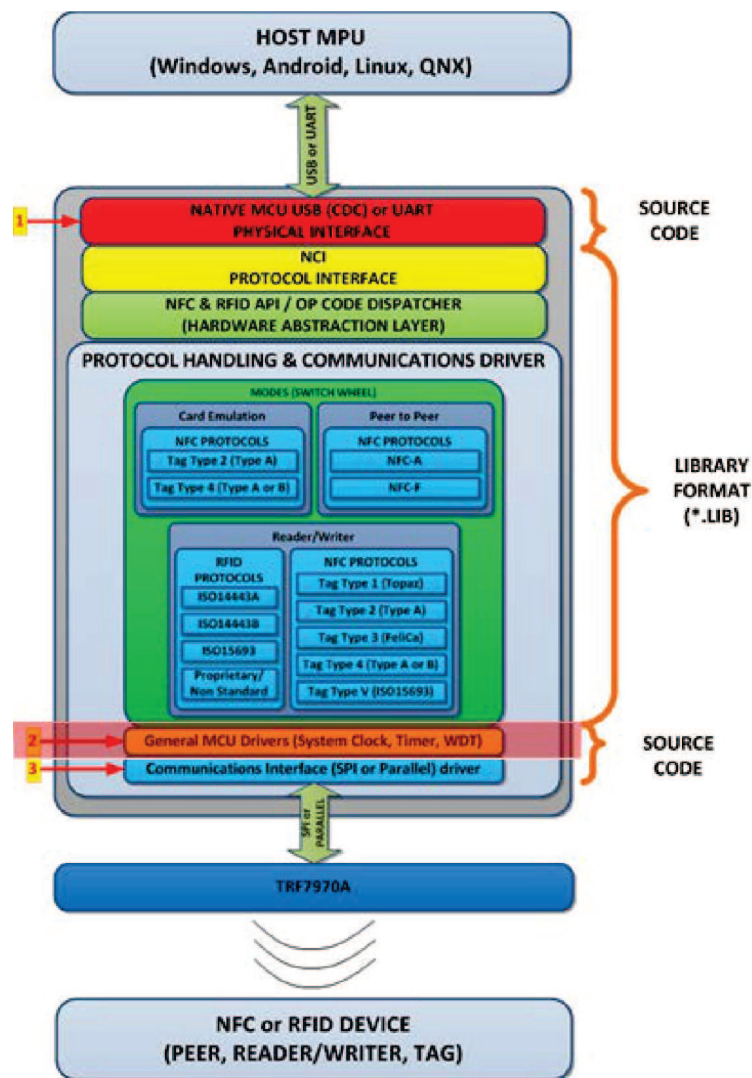 HOST MPU
(Windows, Android, Linux, QNX)
USB or UART
1
NATIVE MCU USB (CDC) or UART
PHYSICAL INTERFACE
SOURCE
CODE
NCI
PROTOCOL INTERFACE
NFC & RFID API / OP CODE DISPATCHER
(HARDWARE ABSTRACTION LAYER)
PROTOCOL HANDLING & COMMUNICATIONS DRIVER
MODES (SWITCH WHEEL)
Card Emulation
NFC PROTOCOLS
Tag Type 2 (Type A)
Tag Type 4 (Type A or B)
Peer to Peer
NFC PROTOCOLS
NFC-A
NFC-F
LIBRARY
FORMAT
(*.LIB)
Reader/Writer
RFID
PROTOCOLS
ISO14443A
ISO14443B
ISO15693
Proprietary/
Non Standard
NFC PROTOCOLS
Tag Type 1 (Topaz)
Tag Type 2 (Type A)
Tag Type 3 (FeliCa)
Tag Type 4 (Type A or B)
Tag Type V (ISO15693)
2
General MCU Drivers (System Clock, Timer, WDT)
SOURCE
CODE
3
Communications Interface (SPI or Parallel) driver
SPI or
PARALLEL
TRF7970A
NFC or RFID DEVICE
(PEER, READER/WRITER, TAG)